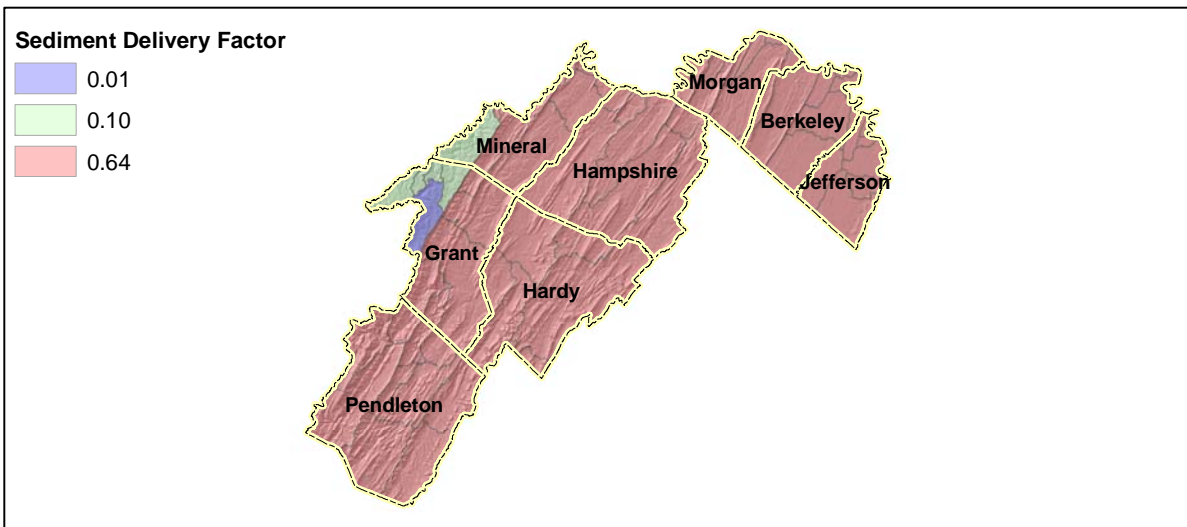 Sediment Delivery Factor
0.01
0.10
0.64
Morgan
Berkeley
Mineral
Hampshire
Jefferson
Grant
Hardy
Pendleton